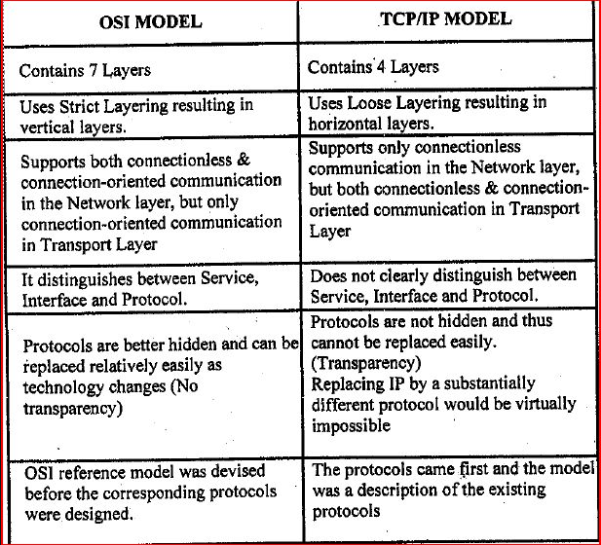 OSI MODEL
TCP/IP MODEL
Contains 7 Layers
Contains 4 Layers
Uses Strict Layering resulting in
vertical layers.
Uses Loose Layering resulting in
horizontal layers.
Supports both connectionless &
connection-oriented communication
in the Network layer, but only
connection-oriented communication
in Transport Layer
Supports only connectionless
communication in the Network layer,
but both connectionless & connection-
oriented communication in Transport
Layer
It distinguishes between Service,
Interface and Protocol.
Does not clearly distinguish between
Service, Interface and Protocol.
Protocols are better hidden and can be
replaced relatively easily as
technology changes (No
transparency)
Protocols are not hidden and thus
cannot be replaced easily.
(Transparency)
Replacing IP by a substantially
different protocol would be virtually
impossible
OSI reference model was devised
before the corresponding protocols
were designed.
The protocols came first and the model
was a description of the existing
protocols